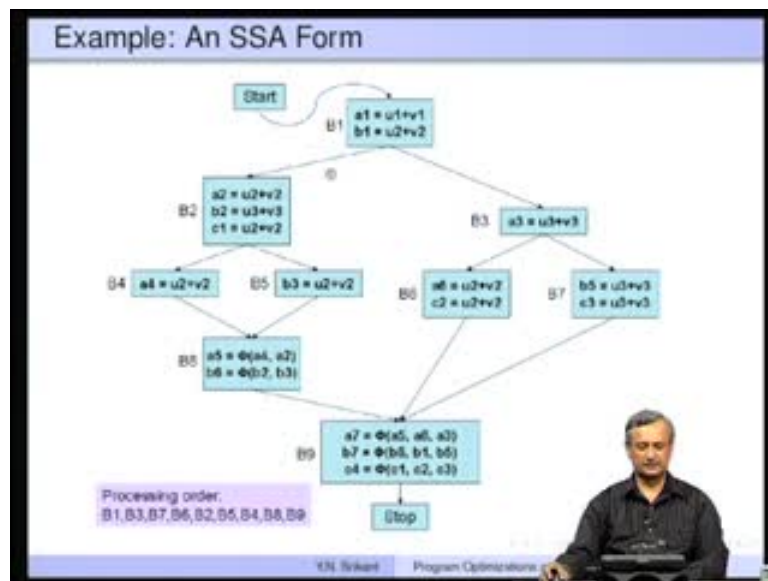 Example: An SSA Form
Start
B1
a1 = u1+v1
b1 = u2+v2
B2
a2 = u2+v2
b2 = u3+v3
c1 = u2+v2
B3
a3 = u3+v3
B4
a4 = u2+v2
B5
b3 = u2+v2
B6
a6 = u2+v2
c2 = u2+v2
B7
b5 = u3+v3
c3 = u3+v3
B8
a5 = Φ(a4, a2)
b6 = Φ(b2, b3)
B9
a7 = Φ(a5, a6, a3)
b7 = Φ(b6, b1, b5)
c4 = Φ(c1, c2, c3)
Processing order:
B1,B3,B7,B6,B2,B5,B4,B8,B9
Stop
Y.N. Srikant
Program Optimizations